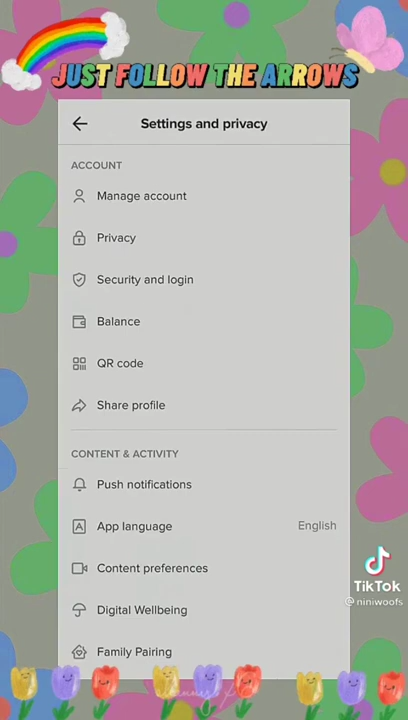 JUST FOLLOW THE ARROWS
Settings and privacy
ACCOUNT
Manage account
Privacy
Security and login
Balance
QR code
Share profile
CONTENT & ACTIVITY
Push notifications
A App language English
Content preferences
Digital Wellbeing
Family Pairing
TikTok
@niniwoofs